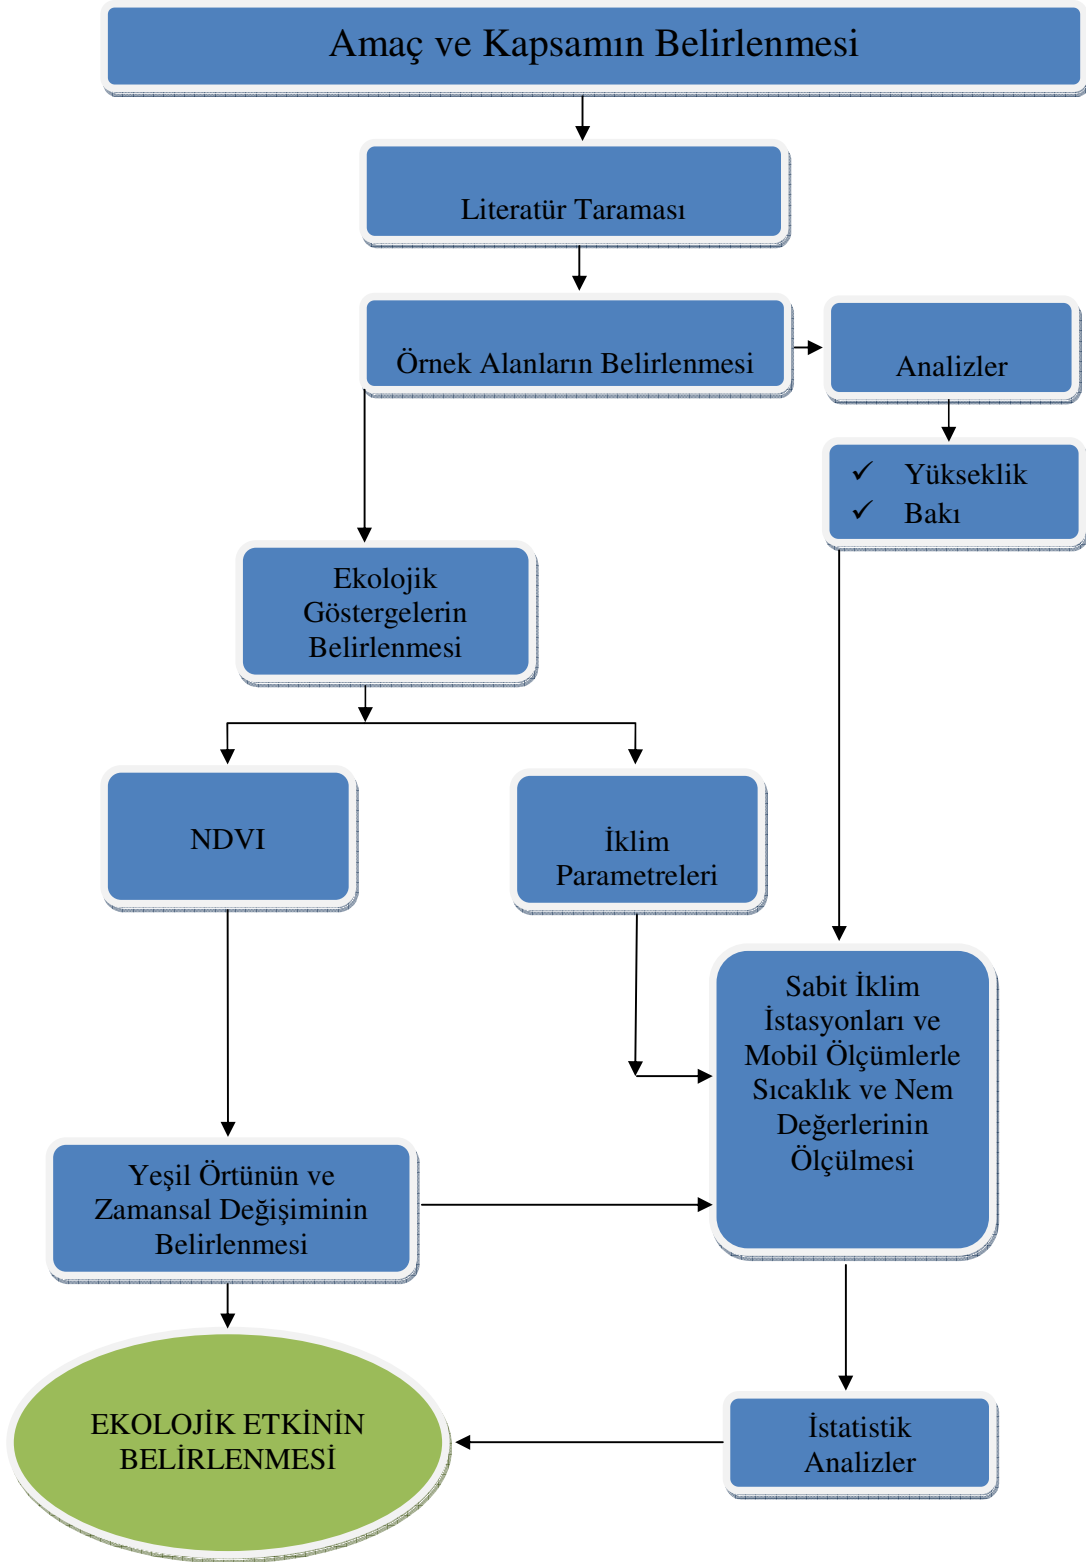 Amaç ve Kapsamın Belirlenmesi
Literatür Taraması
Örnek Alanların Belirlenmesi
Analizler
✓ Yükseklik
✓ Bakı
Ekolojik
Göstergelerin
Belirlenmesi
NDVI
İklim
Parametreleri
Sabit İklim
İstasyonları ve
Mobil Ölçümlerle
Sıcaklık ve Nem
Değerlerinin
Ölçülmesi
Yeşil Örtünün ve
Zamansal Değişiminin
Belirlenmesi
EKOLOJİK ETKİNİN
BELİRLENMESİ
İstatistik
Analizler